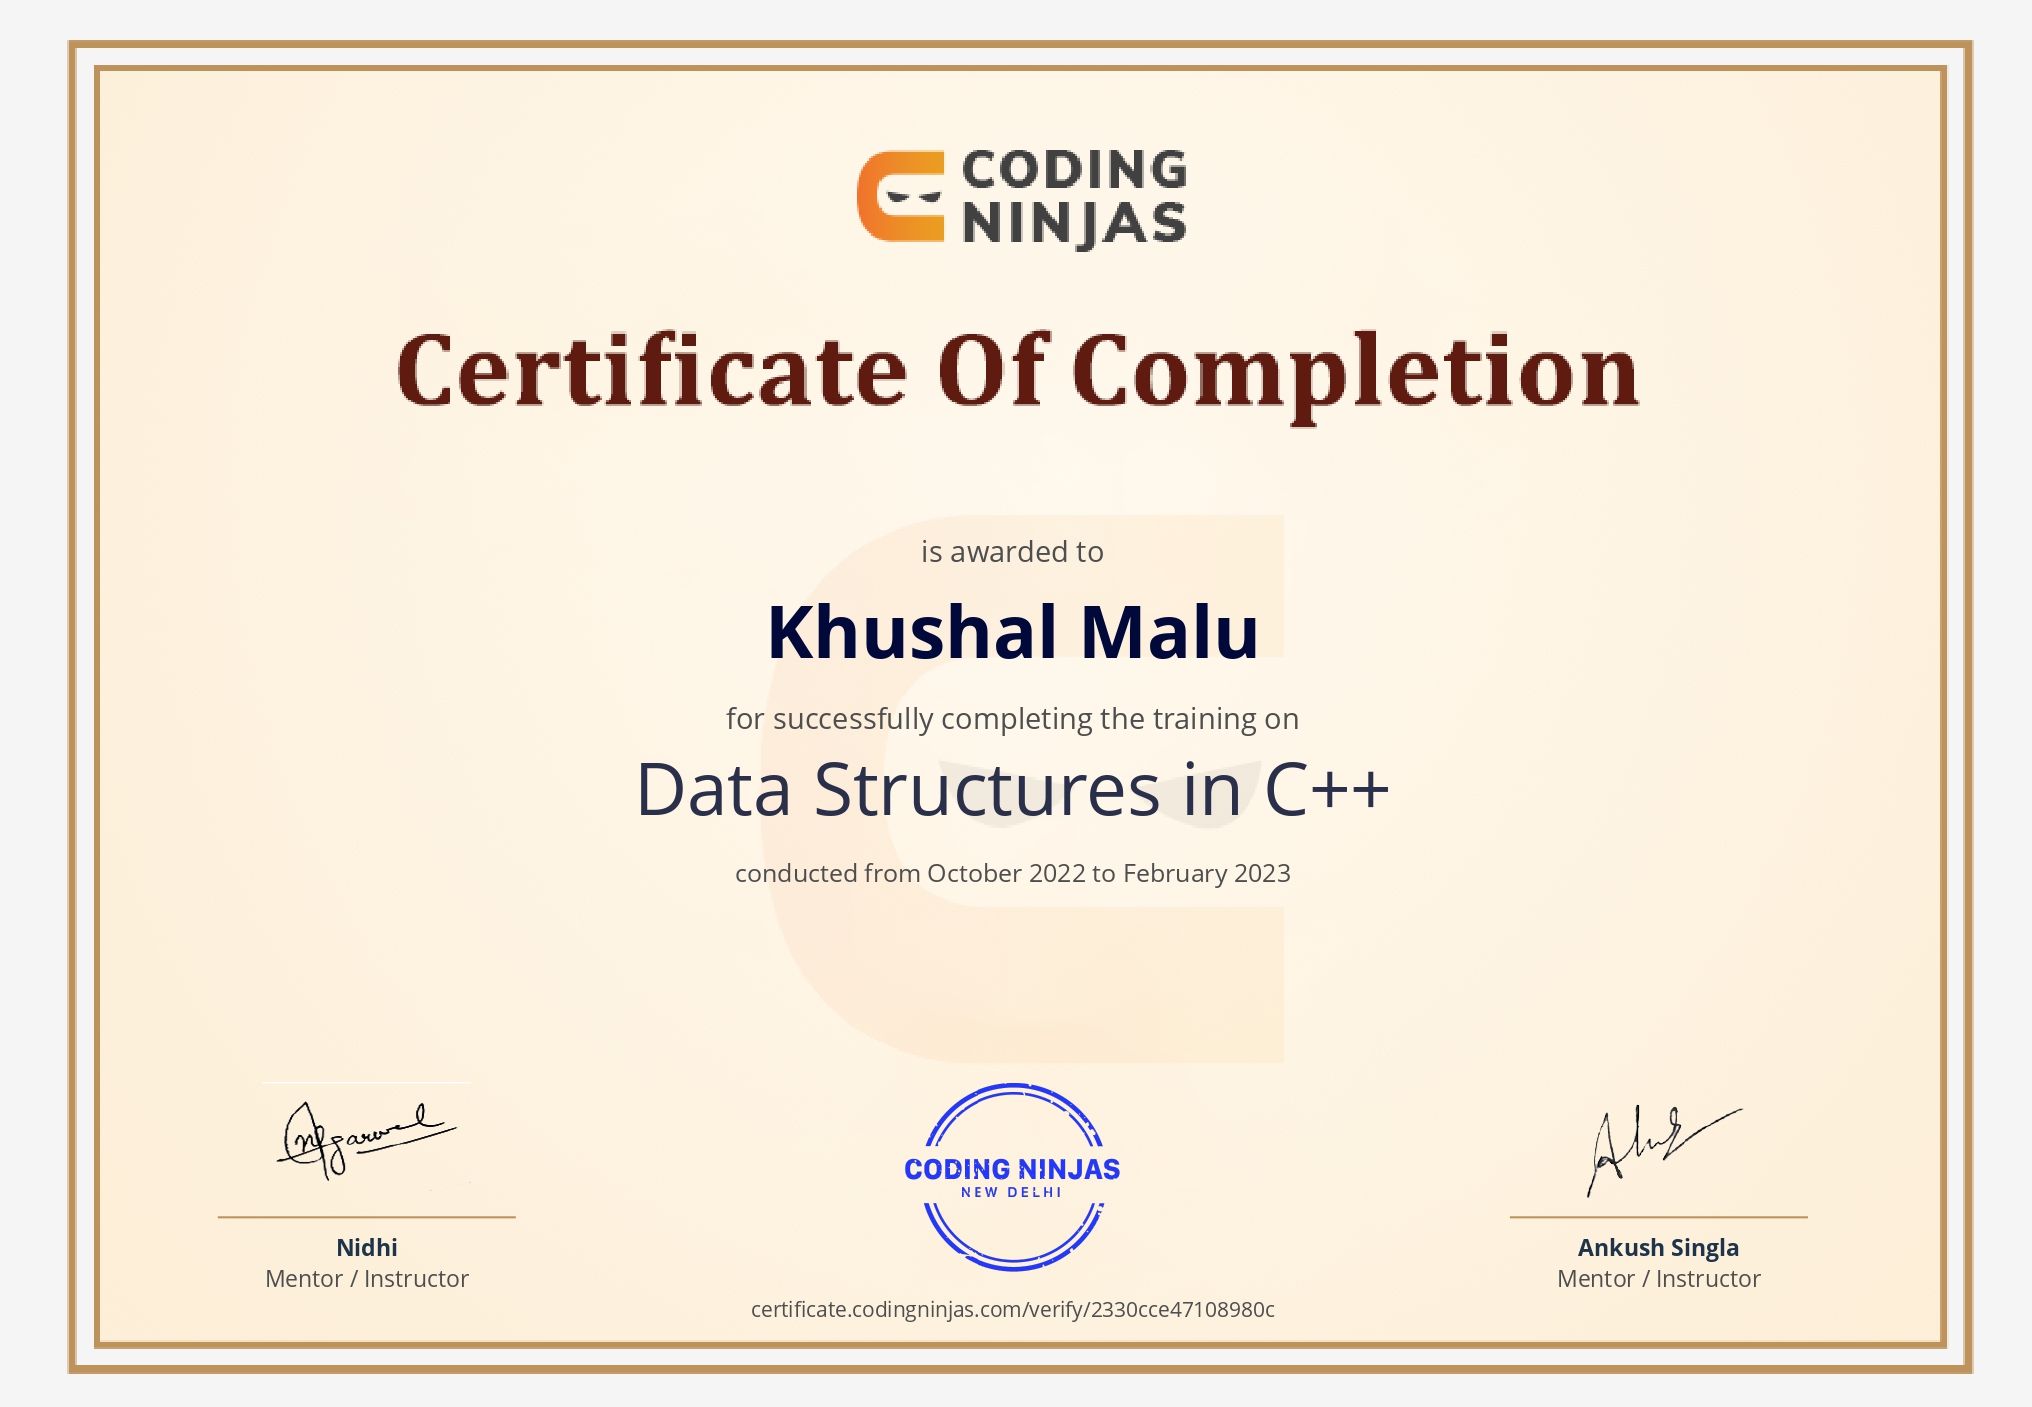 CODING
NINJAS
Certificate Of Completion
is awarded to
Khushal Malu
for successfully completing the training on
Data Structures in C++
conducted from October 2022 to February 2023
CODING NINJAS
NEW DELHI
Nidhi
Mentor / Instructor
Ankush Singla
Mentor / Instructor
certificate.codingninjas.com/verify/2330cce47108980c